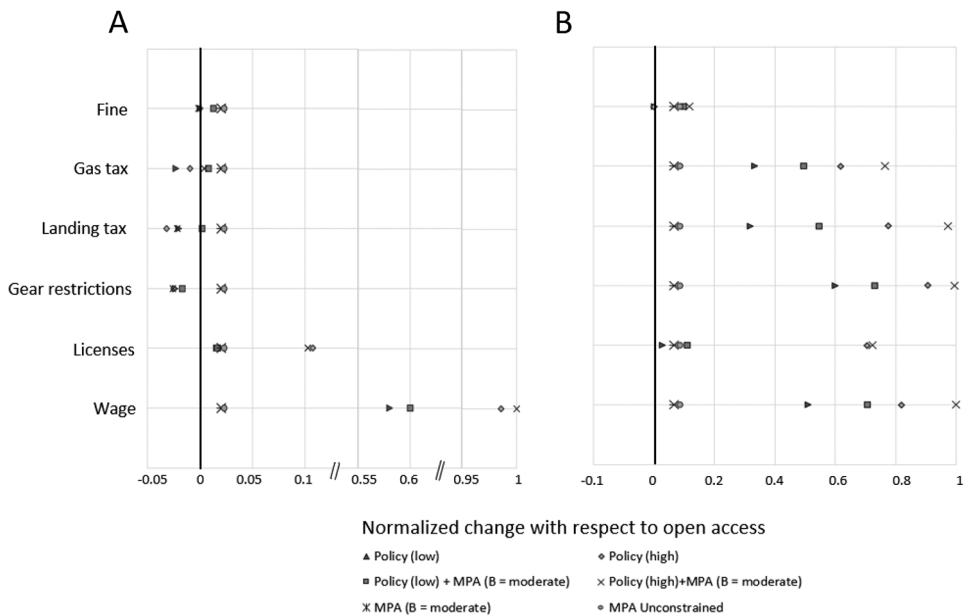 A
B
Fine
Gas tax
Landing tax
Gear restrictions
Licenses
Wage
-0.05 0 0.05 0.1 // 0.55 0.6 // 0.95 1
-0.1 0 0.2 0.4 0.6 0.8 1
Normalized change with respect to open access
Policy (low) Policy (high)
Policy (low) + MPA (B = moderate) Policy (high)+MPA (B = moderate)
MPA (B = moderate) MPA Unconstrained